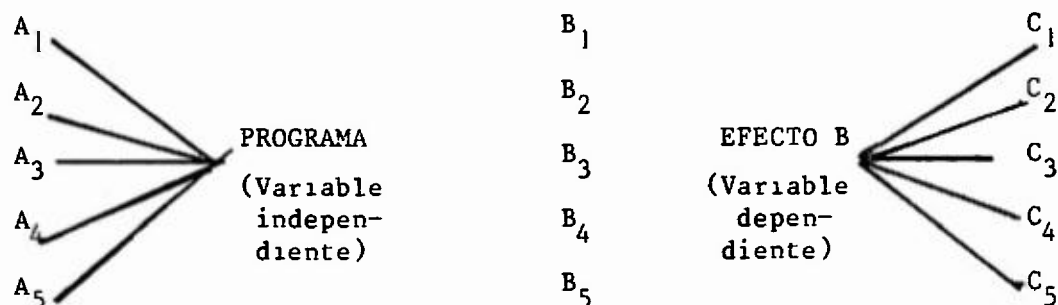 A1 B1 C1
A2 B2 C2
PROGRAMA EFECTO B
A3 B3 C3
(Variable (Variable
indepen- depen-
A4 B4 C4
diente) diente)
A5 B5 C5